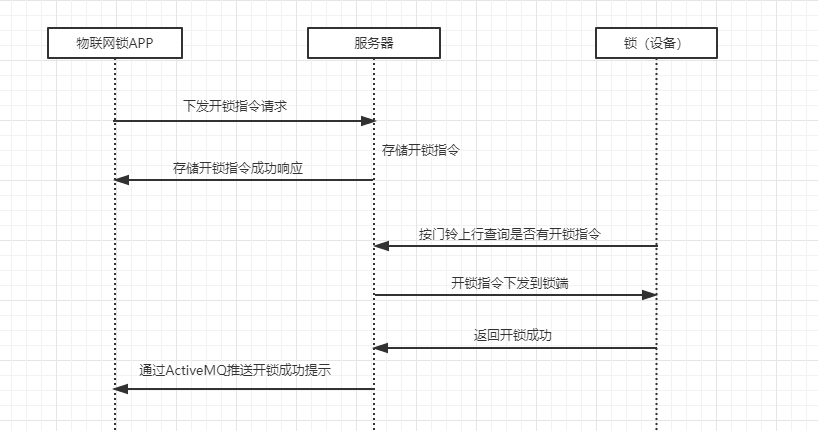 物联网锁APP
服务器
锁（设备）
下发开锁指令请求
存储开锁指令
存储开锁指令成功响应
按门铃上行查询是否有开锁指令
开锁指令下发到锁端
返回开锁成功
通过ActiveMQ推送开锁成功提示